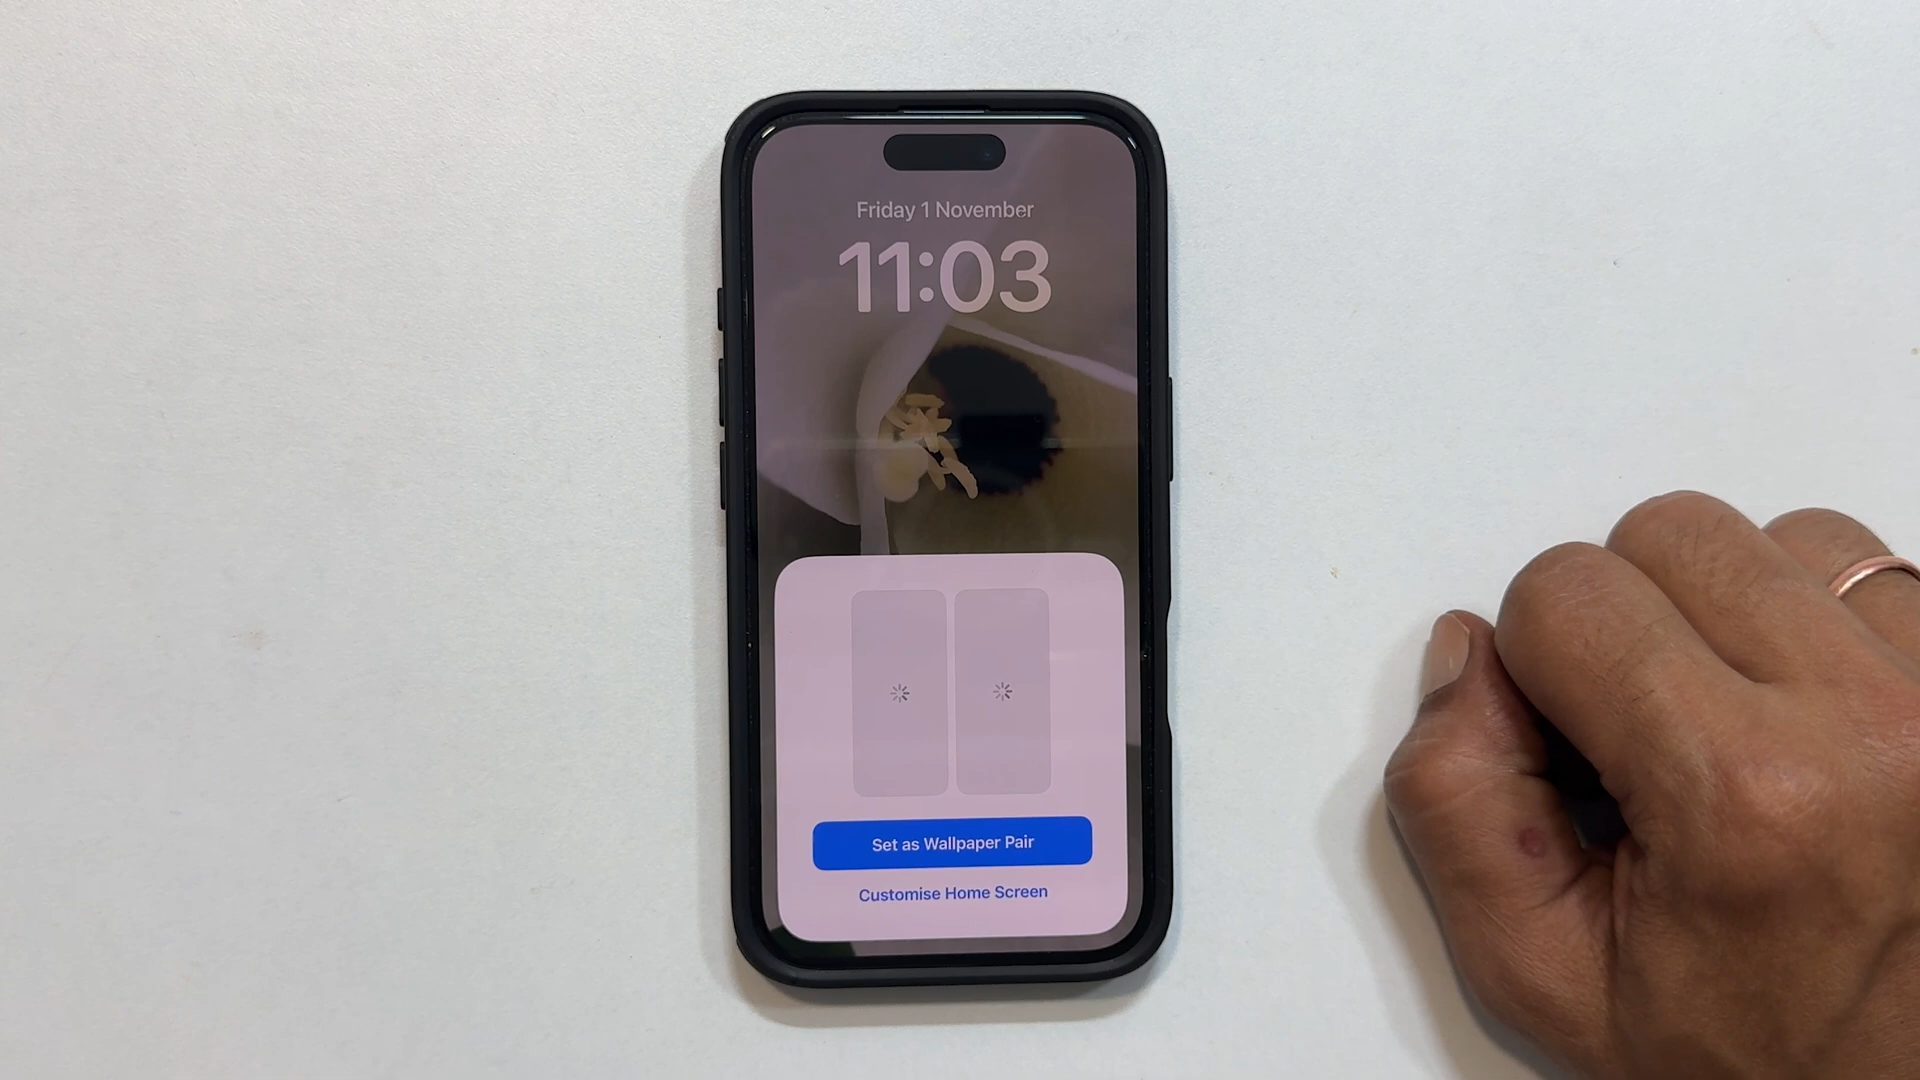 Friday 1 November
11:03
Set as Wallpaper Pair
Customise Home Screen